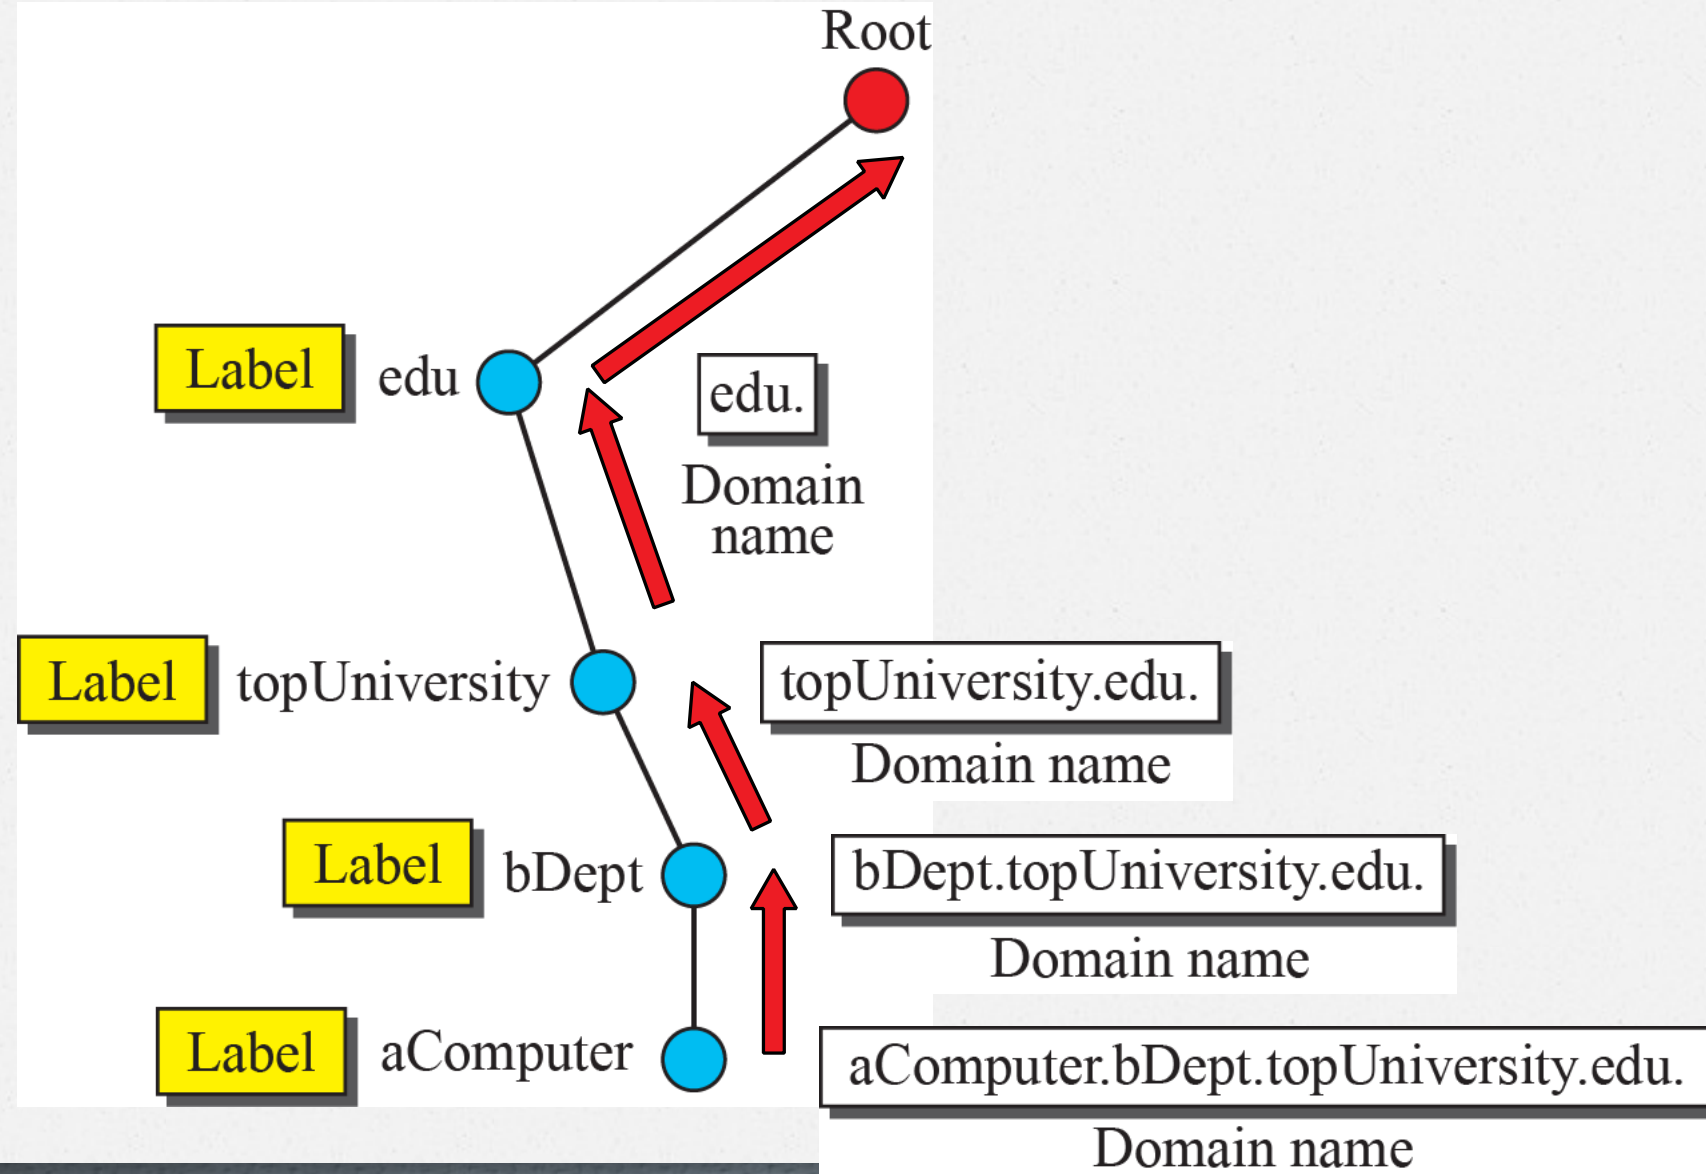 Root
Label
edu
edu.
Domain
name
Label
topUniversity
topUniversity.edu.
Domain name
Label
bDept
bDept.topUniversity.edu.
Domain name
Label
aComputer
aComputer.bDept.topUniversity.edu.
Domain name